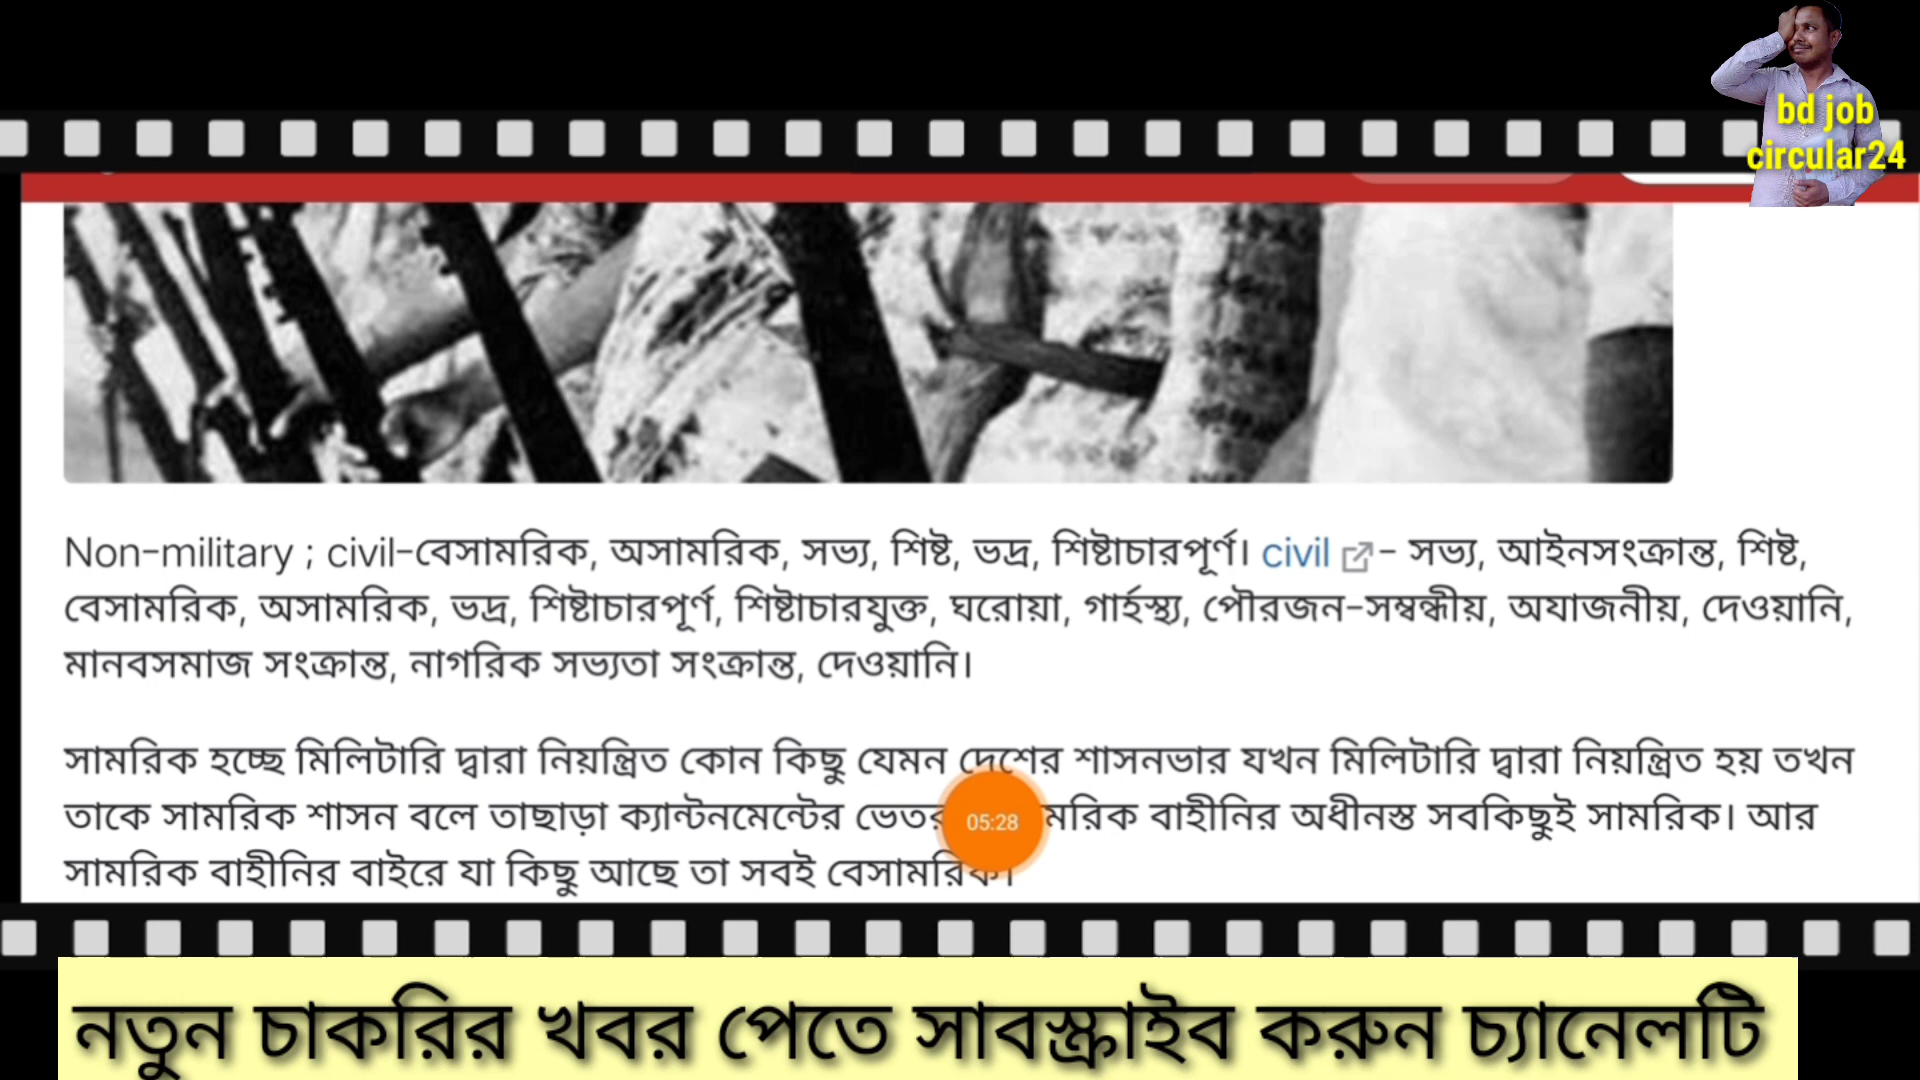 bd job
circular24
Non-military ; civil-বেসামরিক, অসামরিক, সভ্য, শিষ্ট, ভদ্র, শিষ্টাচারপূর্ণ। civil - সভ্য, আইনসংক্রান্ত, শিষ্ট,
বেসামরিক, অসামরিক, ভদ্র, শিষ্টাচারপূর্ণ, শিষ্টাচারযুক্ত, ঘরোয়া, গার্হস্থ্য, পৌরজন-সম্বন্ধীয়, অযাজনীয়, দেওয়ানি,
মানবসমাজ সংক্রান্ত, নাগরিক সভ্যতা সংক্রান্ত, দেওয়ানি।
সামরিক হচ্ছে মিলিটারি দ্বারা নিয়ন্ত্রিত কোন কিছু যেমন দেশের শাসনভার যখন মিলিটারি দ্বারা নিয়ন্ত্রিত হয় তখন
তাকে সামরিক শাসন বলে তাছাড়া ক্যান্টনমেন্টের 05:28 বাহীনির অধীনস্ত সবকিছুই সামরিক। আর
সামরিক বাহীনির বাইরে যা কিছু আছে তা সবই বেসামরিক।
নতুন চাকরির খবর পেতে সাবস্ক্রাইব করুন চ্যানেলটি